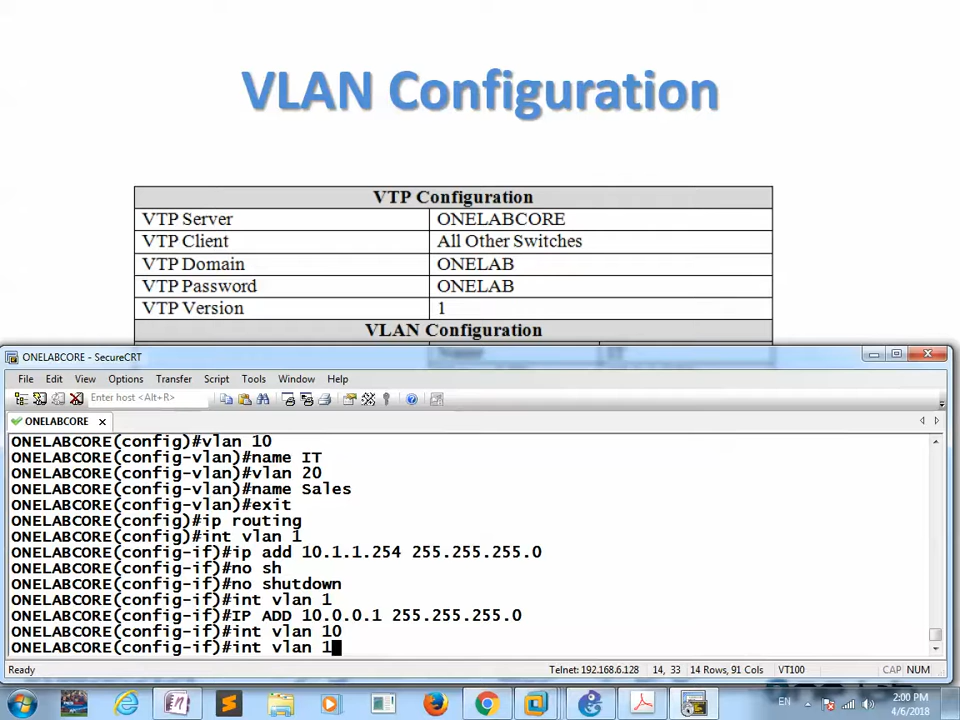 VLAN Configuration
VTP Configuration
VTP Server ONELABCORE
VTP Client All Other Switches
VTP Domain ONELAB
VTP Password ONELAB
VTP Version 1
VLAN Configuration
Name IT
ONELABCORE - SecureCRT
File Edit View Options Transfer Script Tools Window Help
Enter host <Alt+R>
ONELABCORE
ONELABCORE(config)#vlan 10
ONELABCORE(config-vlan)#name IT
ONELABCORE(config-vlan)#vlan 20
ONELABCORE(config-vlan)#name Sales
ONELABCORE(config-vlan)#exit
ONELABCORE(config)#ip routing
ONELABCORE(config)#int vlan 1
ONELABCORE(config-if)#ip add 10.1.1.254 255.255.255.0
ONELABCORE(config-if)#no sh
ONELABCORE(config-if)#no shutdown
ONELABCORE(config-if)#int vlan 1
ONELABCORE(config-if)#IP ADD 10.0.0.1 255.255.255.0
ONELABCORE(config-if)#int vlan 10
ONELABCORE(config-if)#int vlan 1
Ready Telnet: 192.168.6.128 14, 33 14 Rows, 91 Cols VT100 CAP NUM
EN 2:00 PM
4/6/2018